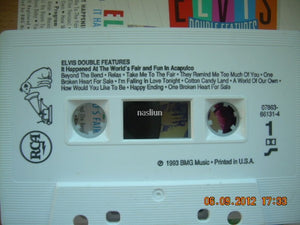 ELVIS
DOUBLE FEATURES
ELVIS DOUBLE FEATURES
It Happened At The World's Fair and Fun In Acapulco
Beyond The Bend • Relax • Take Me To The Fair • They Remind Me Too Much Of You • One
Broken Heart For Sale • I'm Falling In Love Tonight • Cotton Candy Land • A World Of Our Own •
How Would You Like To Be • Happy Ending • One Broken Heart For Sale
07863-
66131-4
nasliun
RCA
© 1993 BMG Music • Printed in U.S.A.
06.09.2012 17:33